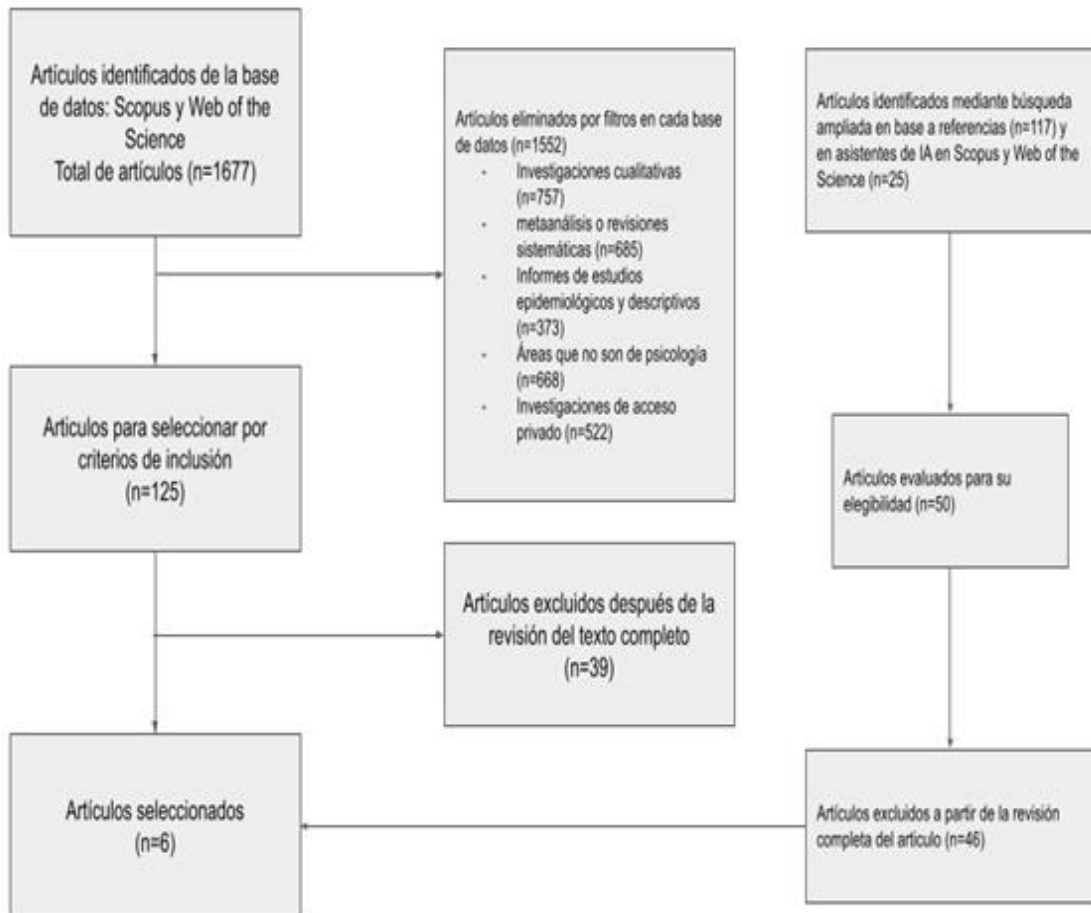 Artículos identificados de la base
de datos: Scopus y Web of the
Science
Total de artículos (n=1677)
Artículos eliminados por filtros en cada base
de datos (n=1552)
- Investigaciones cualitativas
(n=757)
- metaanálisis o revisiones
sistemáticas (n=685)
- Informes de estudios
epidemiológicos y descriptivos
(n=373)
- Áreas que no son de psicología
(n=668)
- Investigaciones de acceso
privado (n=522)
Artículos identificados mediante búsqueda
ampliada en base a referencias (n=117) y
en asistentes de IA en Scopus y Web of the
Science (n=25)
Articulos para seleccionar por
criterios de inclusión
(n=125)
Artículos evaluados para su
elegibilidad (n=50)
Artículos excluidos después de la
revisión del texto completo
(n=39)
Artículos seleccionados
(n=6)
Artículos excluidos a partir de la revisión
completa del artículo (n=46)